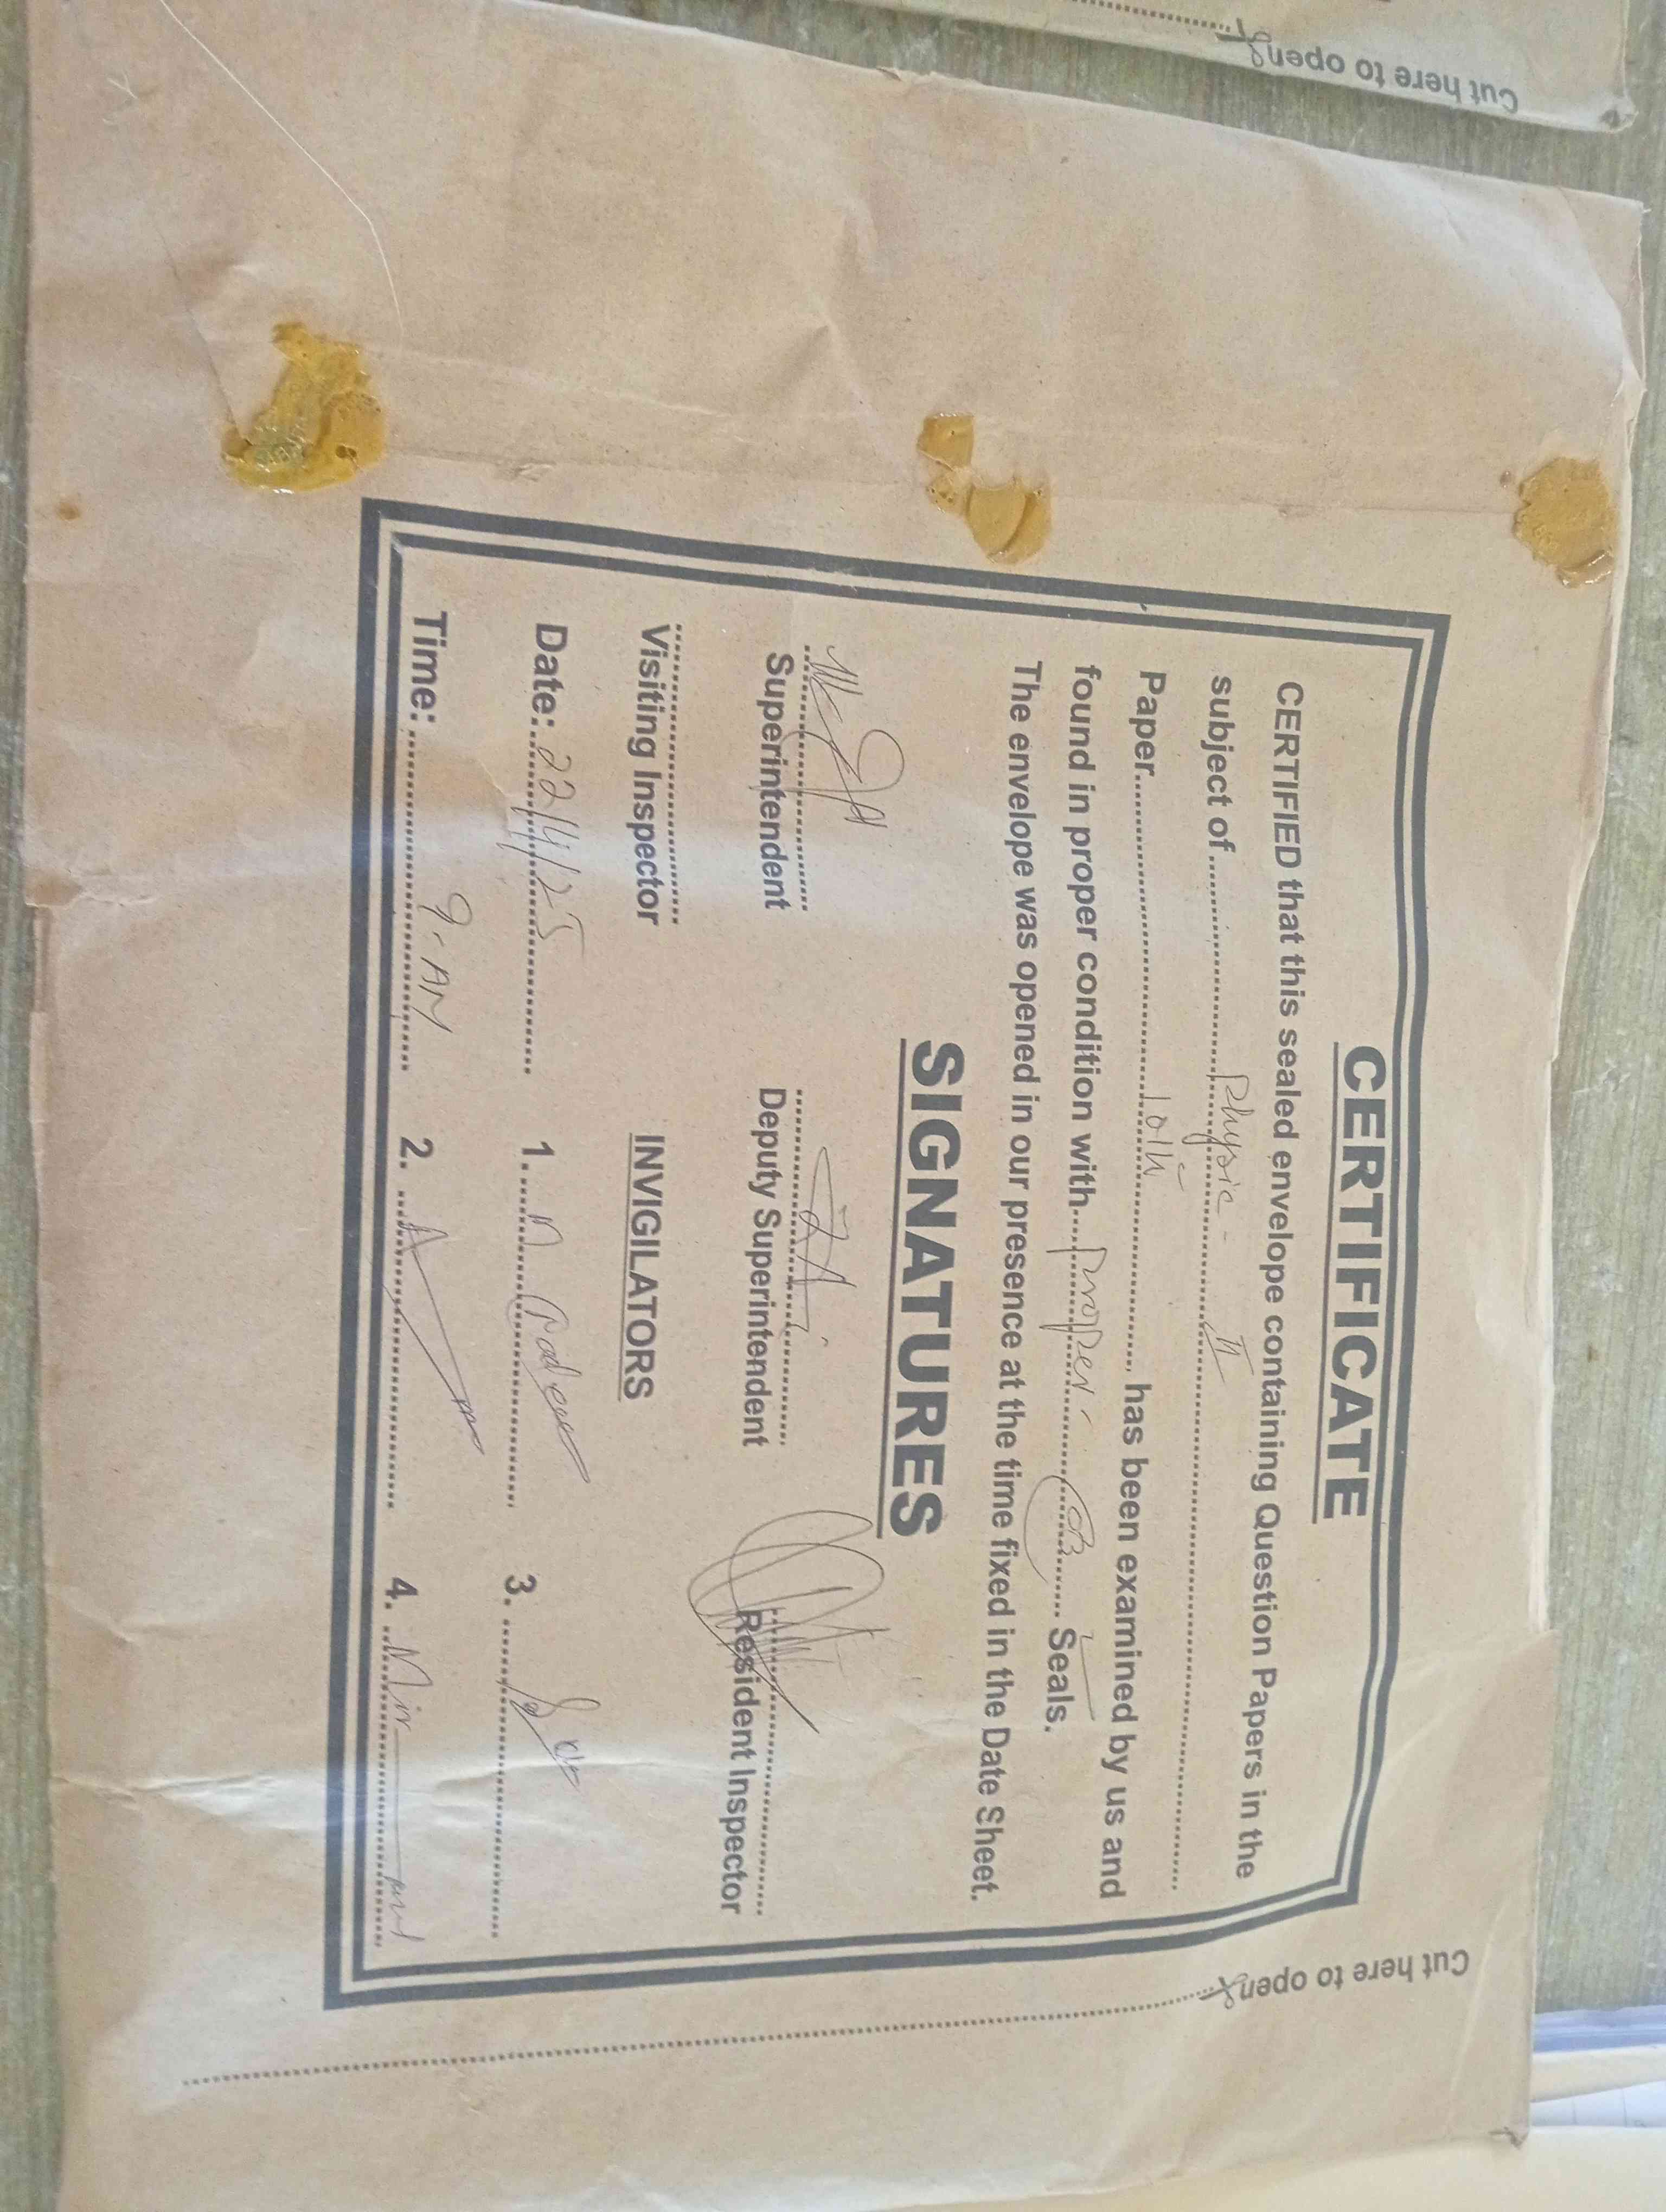 Cut here to open
CERTIFICATE
CERTIFIED that this sealed envelope containing Question Papers in the
subject of Physic - II
Paper 10th has been examined by us and
found in proper condition with proper - 03 Seals.
The envelope was opened in our presence at the time fixed in the Date Sheet.
SIGNATURES
Superintendent Deputy Superintendent Resident Inspector
Visiting Inspector INVIGILATORS
Date: 22/4/25 1. 3.
Time: 9-AM 2. 4.
Cut here to open